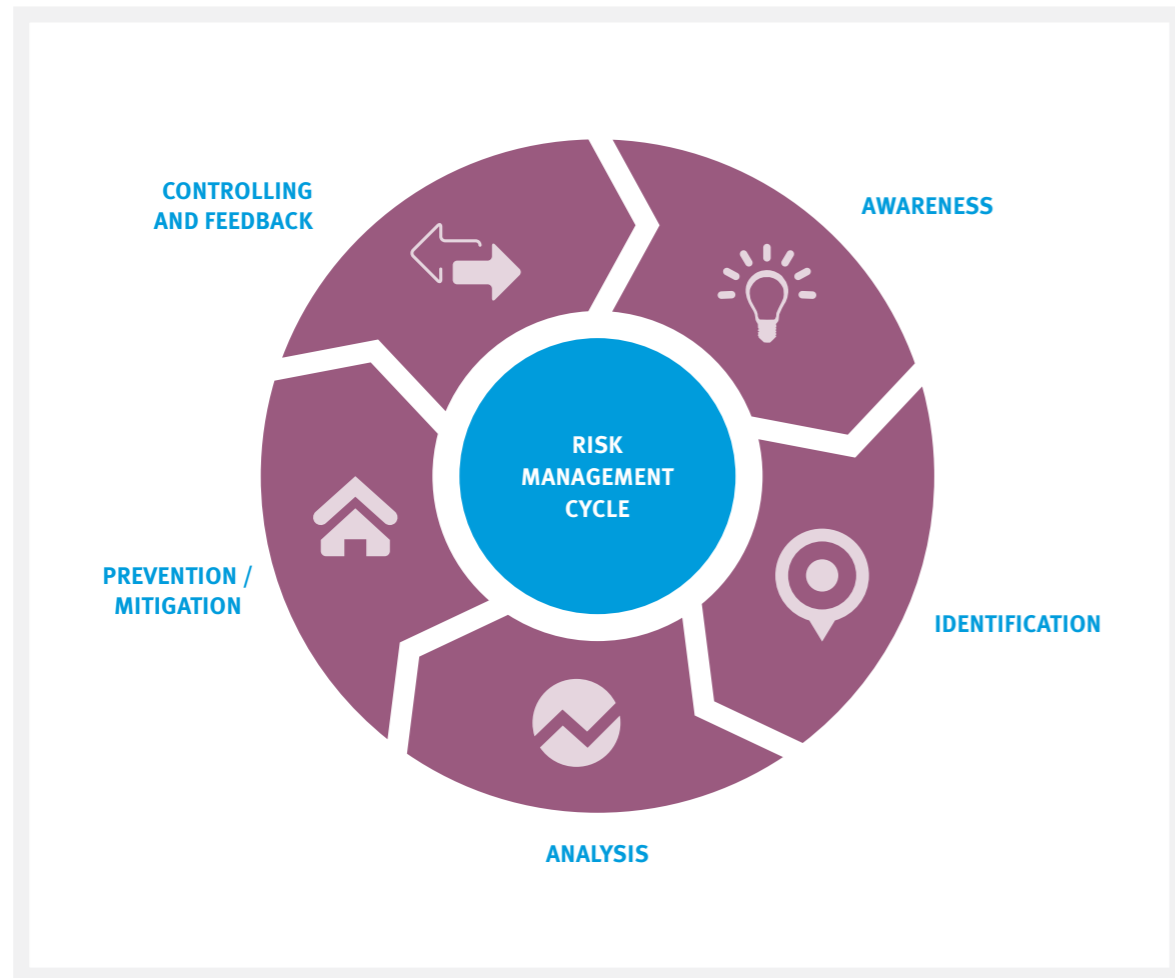 CONTROLLING
AND FEEDBACK
AWARENESS
RISK
MANAGEMENT
CYCLE
PREVENTION /
MITIGATION
IDENTIFICATION
ANALYSIS